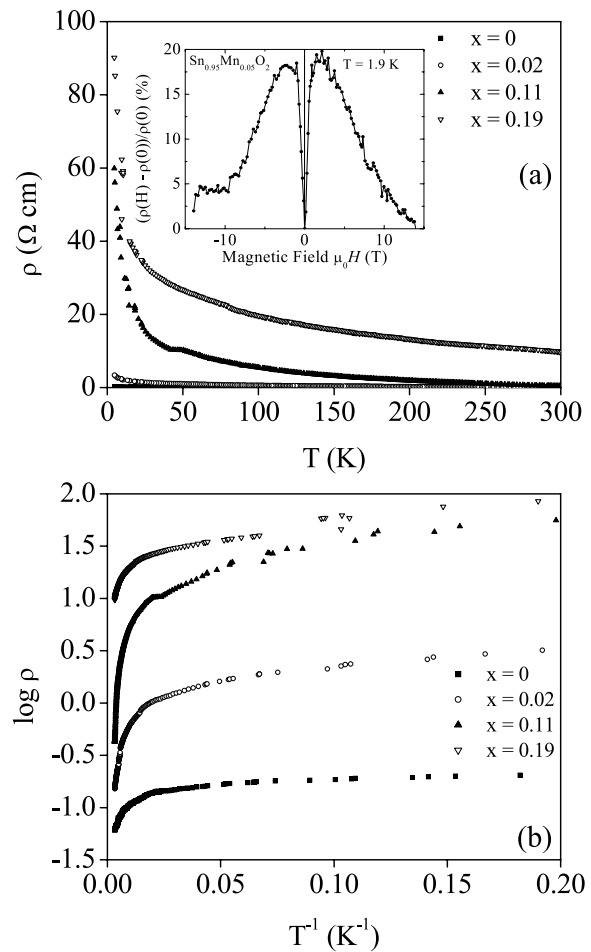 100
80
60
40
20
0
ρ (Ω cm)
0 50 100 150 200 250 300
T (K)
x = 0
x = 0.02
x = 0.11
x = 0.19
(a)
Sn0.95Mn0.05O2 T = 1.9 K
20
15
10
5
0
(ρ(H) - ρ(0))/ρ(0) (%)
-10 0 10
Magnetic Field μ0H (T)
2.0
1.5
1.0
0.5
0.0
-0.5
-1.0
-1.5
log ρ
x = 0
x = 0.02
x = 0.11
x = 0.19
(b)
0.00 0.05 0.10 0.15 0.20
T-1 (K-1)